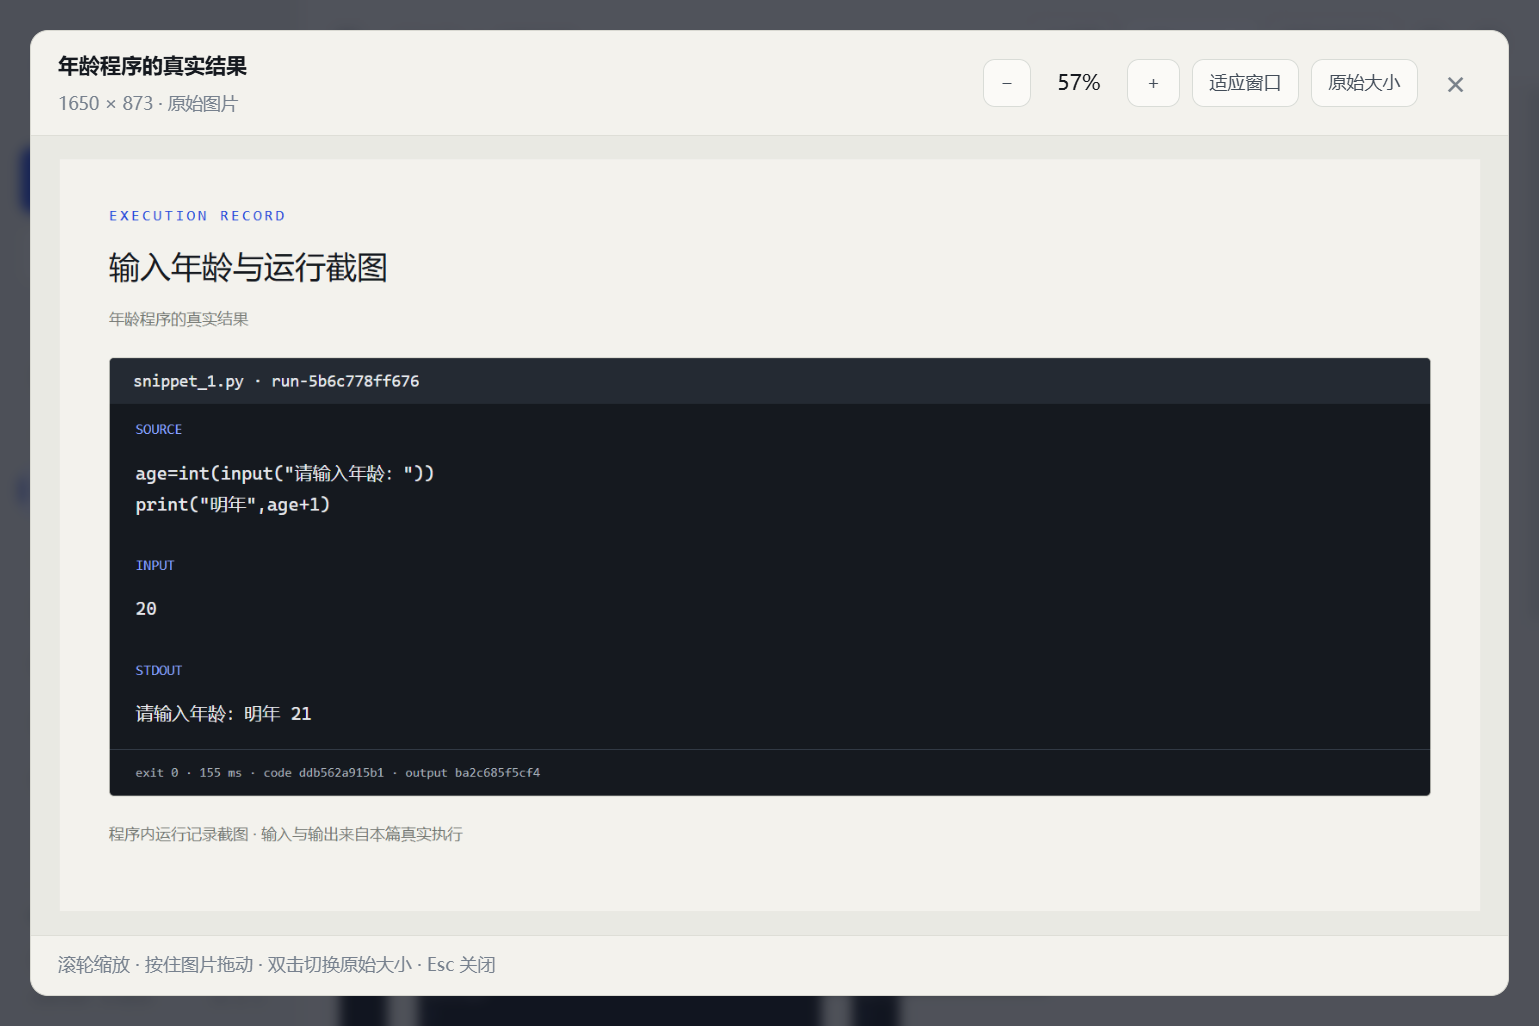 年龄程序的真实结果
1650 × 873 · 原始图片
− 57% + 适应窗口 原始大小 ×
EXECUTION RECORD
输入年龄与运行截图
年龄程序的真实结果
snippet_1.py · run-5b6c778ff676
SOURCE
age=int(input("请输入年龄: "))
print("明年",age+1)
INPUT
20
STDOUT
请输入年龄: 明年 21
exit 0 · 155 ms · code ddb562a915b1 · output ba2c685f5cf4
程序内运行记录截图 · 输入与输出来自本篇真实执行
滚轮缩放 · 按住图片拖动 · 双击切换原始大小 · Esc 关闭